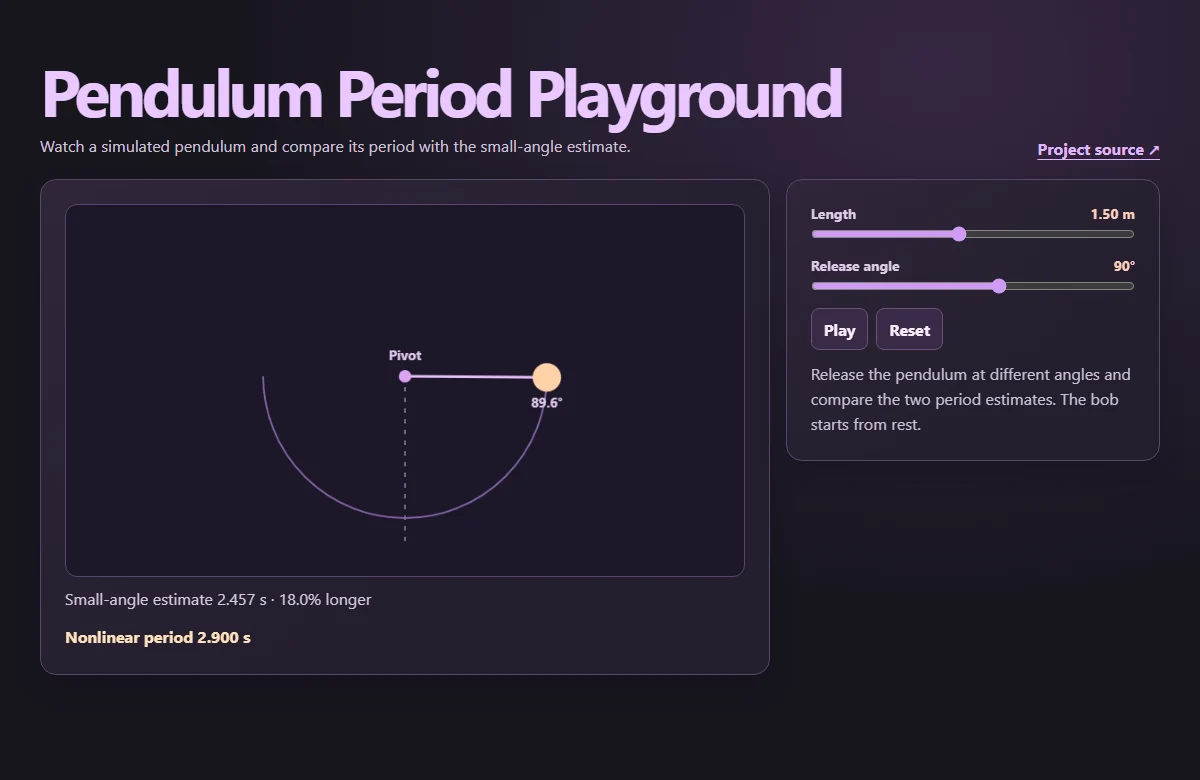 Pendulum Period Playground
Watch a simulated pendulum and compare its period with the small-angle estimate.
Project source ↗
Pivot
89.6°
Small-angle estimate 2.457 s · 18.0% longer
Nonlinear period 2.900 s
Length 1.50 m
Release angle 90°
Play Reset
Release the pendulum at different angles and
compare the two period estimates. The bob
starts from rest.